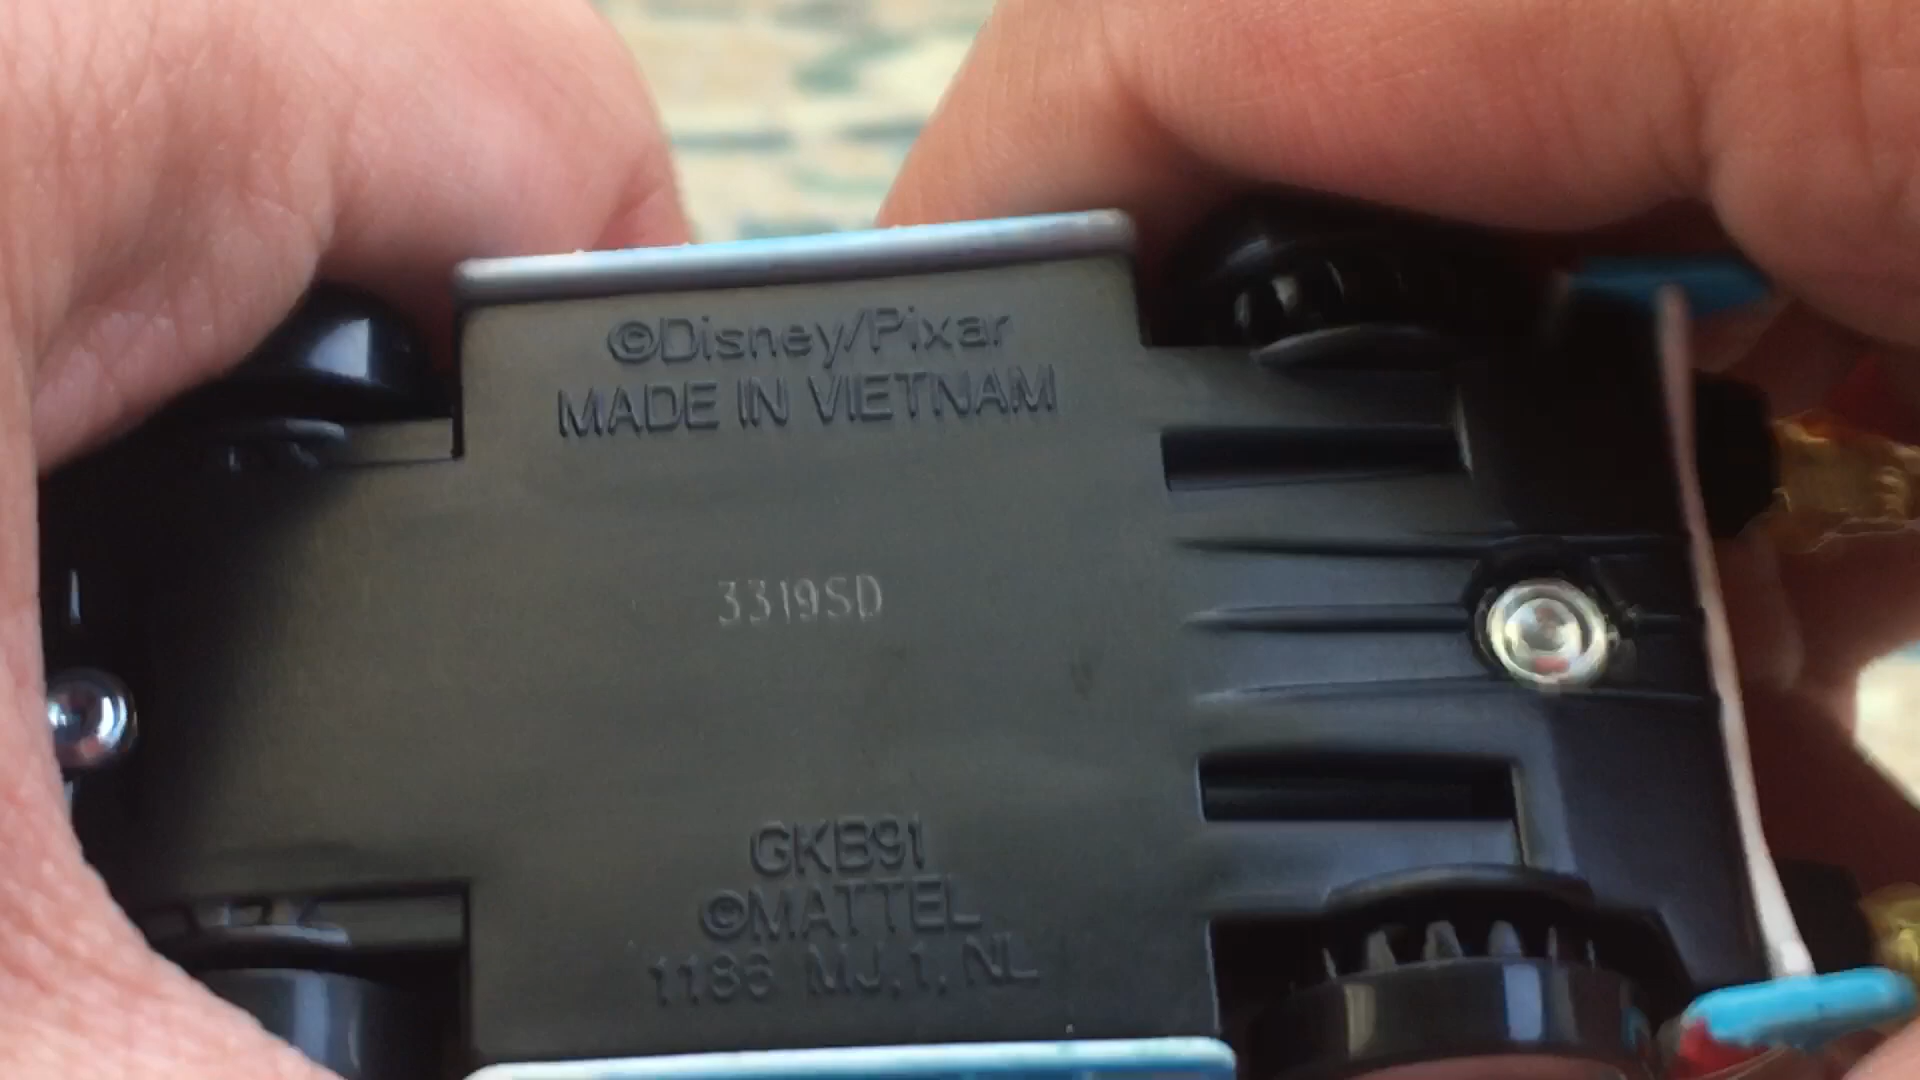 ©Disney/Pixar
MADE IN VIETNAM
3319SD
GKB91
©MATTEL
1186 MJ,1,NL